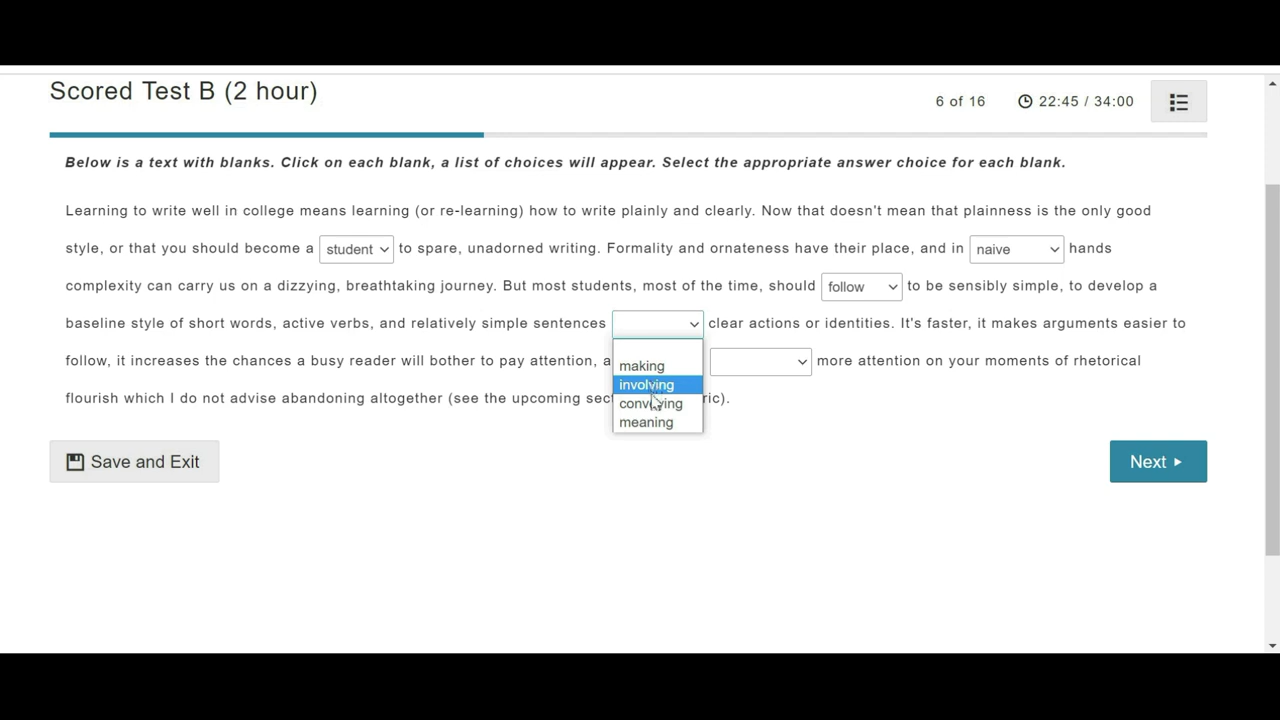 Scored Test B (2 hour)
6 of 16
22:45 / 34:00
Below is a text with blanks. Click on each blank, a list of choices will appear. Select the appropriate answer choice for each blank.
Learning to write well in college means learning (or re-learning) how to write plainly and clearly. Now that doesn't mean that plainness is the only good
style, or that you should become a student to spare, unadorned writing. Formality and ornateness have their place, and in naive hands
complexity can carry us on a dizzying, breathtaking journey. But most students, most of the time, should follow to be sensibly simple, to develop a
baseline style of short words, active verbs, and relatively simple sentences clear actions or identities. It's faster, it makes arguments easier to
follow, it increases the chances a busy reader will bother to pay attention, a more attention on your moments of rhetorical
flourish which I do not advise abandoning altogether (see the upcoming sec ric).
making
involving
conveying
meaning
Save and Exit
Next